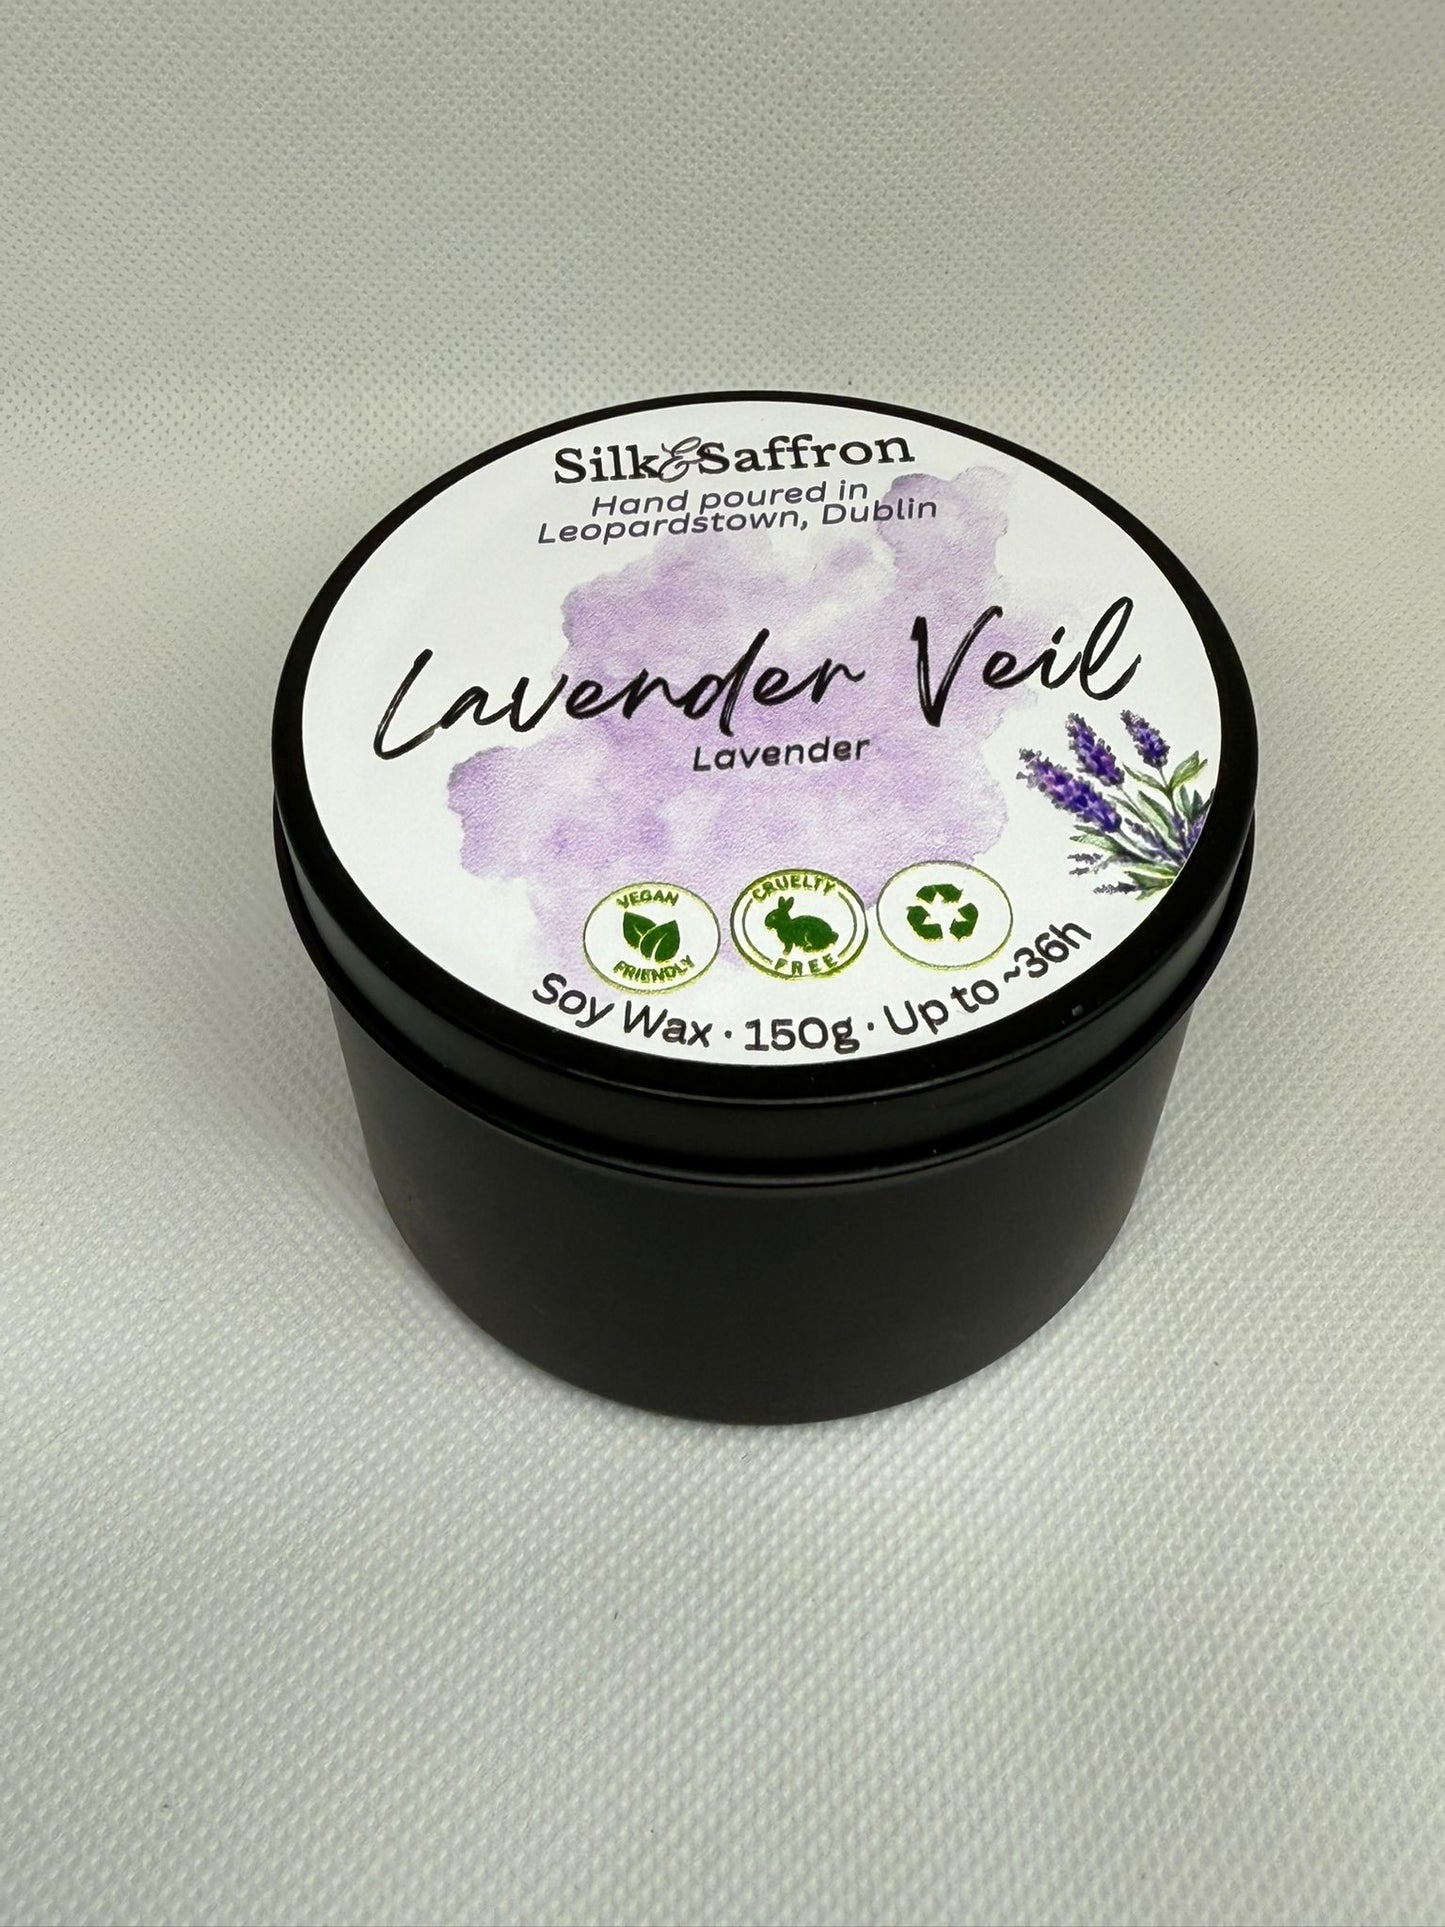 Silk&Saffron
Hand poured in
Leopardstown, Dublin
Lavender Veil
Lavender
VEGAN
FRIENDLY
CRUELTY
FREE
Soy Wax · 150g · Up to ~36h